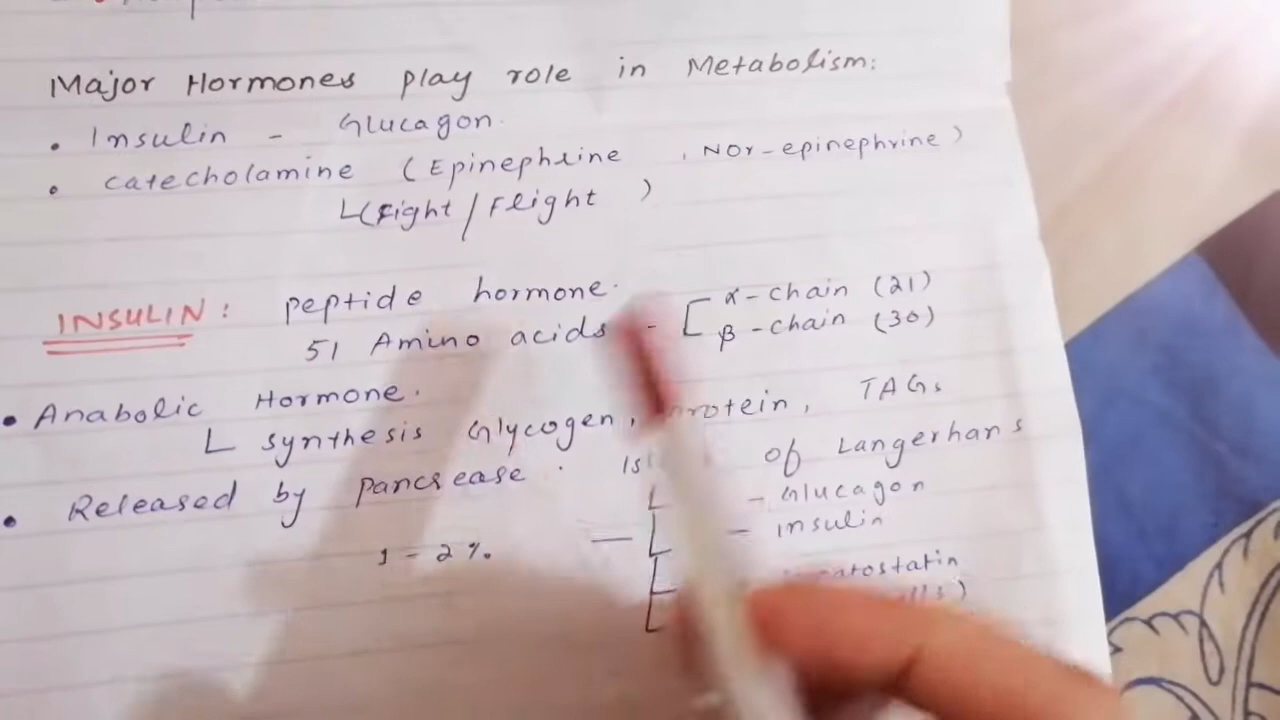 Major Hormones play role in Metabolism:
• Insulin - Glucagon.
• Catecholamine (Epinephrine, Nor-epinephrine)
(Fight/Flight)
INSULIN: peptide hormone.
51 Amino acids - α-chain (21)
β-chain (30)
• Anabolic Hormone.
synthesis Glycogen, TAGs
• Released by pancrease. of Langerhans
- Glucagon
1-2% - insulin